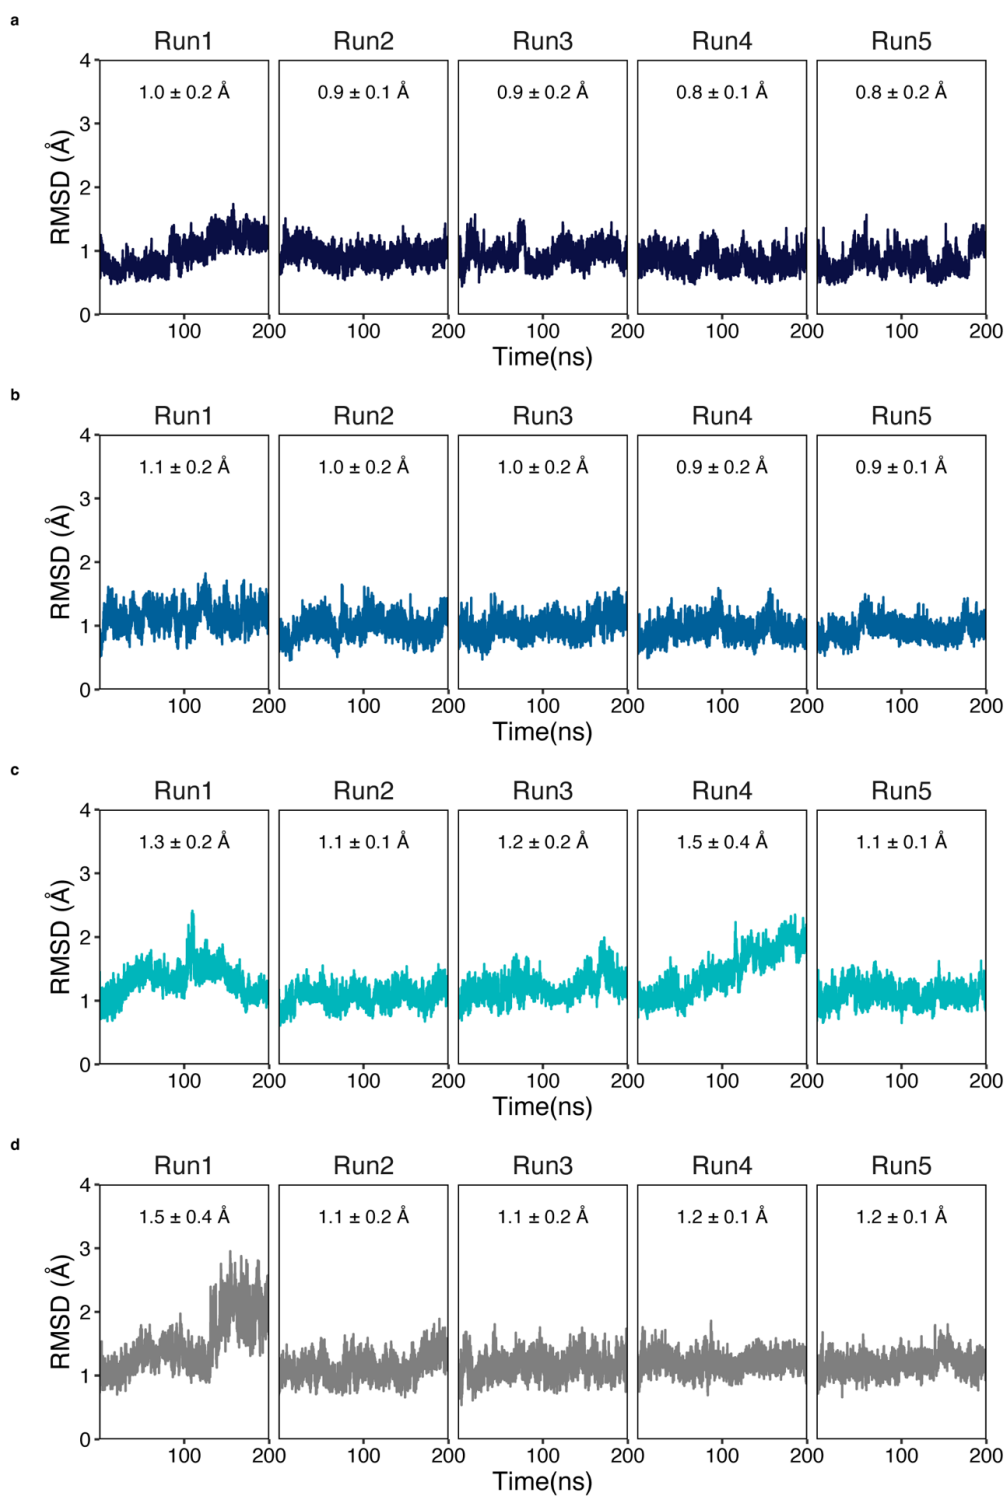 a
Run1 Run2 Run3 Run4 Run5
4
1.0 ± 0.2 Å 0.9 ± 0.1 Å 0.9 ± 0.2 Å 0.8 ± 0.1 Å 0.8 ± 0.2 Å
3
RMSD (Å)
2
1
0
100 200 100 200 100 200 100 200 100 200
Time(ns)
b
Run1 Run2 Run3 Run4 Run5
4
1.1 ± 0.2 Å 1.0 ± 0.2 Å 1.0 ± 0.2 Å 0.9 ± 0.2 Å 0.9 ± 0.1 Å
3
RMSD (Å)
2
1
0
100 200 100 200 100 200 100 200 100 200
Time(ns)
c
Run1 Run2 Run3 Run4 Run5
4
1.3 ± 0.2 Å 1.1 ± 0.1 Å 1.2 ± 0.2 Å 1.5 ± 0.4 Å 1.1 ± 0.1 Å
3
RMSD (Å)
2
1
0
100 200 100 200 100 200 100 200 100 200
Time(ns)
d
Run1 Run2 Run3 Run4 Run5
4
1.5 ± 0.4 Å 1.1 ± 0.2 Å 1.1 ± 0.2 Å 1.2 ± 0.1 Å 1.2 ± 0.1 Å
3
RMSD (Å)
2
1
0
100 200 100 200 100 200 100 200 100 200
Time(ns)